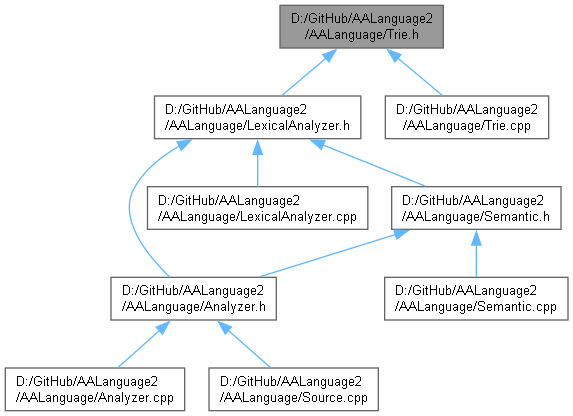 D:/GitHub/AALanguage2
/AALanguage/Trie.h
D:/GitHub/AALanguage2
/AALanguage/LexicalAnalyzer.h
D:/GitHub/AALanguage2
/AALanguage/Trie.cpp
D:/GitHub/AALanguage2
/AALanguage/LexicalAnalyzer.cpp
D:/GitHub/AALanguage2
/AALanguage/Semantic.h
D:/GitHub/AALanguage2
/AALanguage/Analyzer.h
D:/GitHub/AALanguage2
/AALanguage/Semantic.cpp
D:/GitHub/AALanguage2
/AALanguage/Analyzer.cpp
D:/GitHub/AALanguage2
/AALanguage/Source.cpp